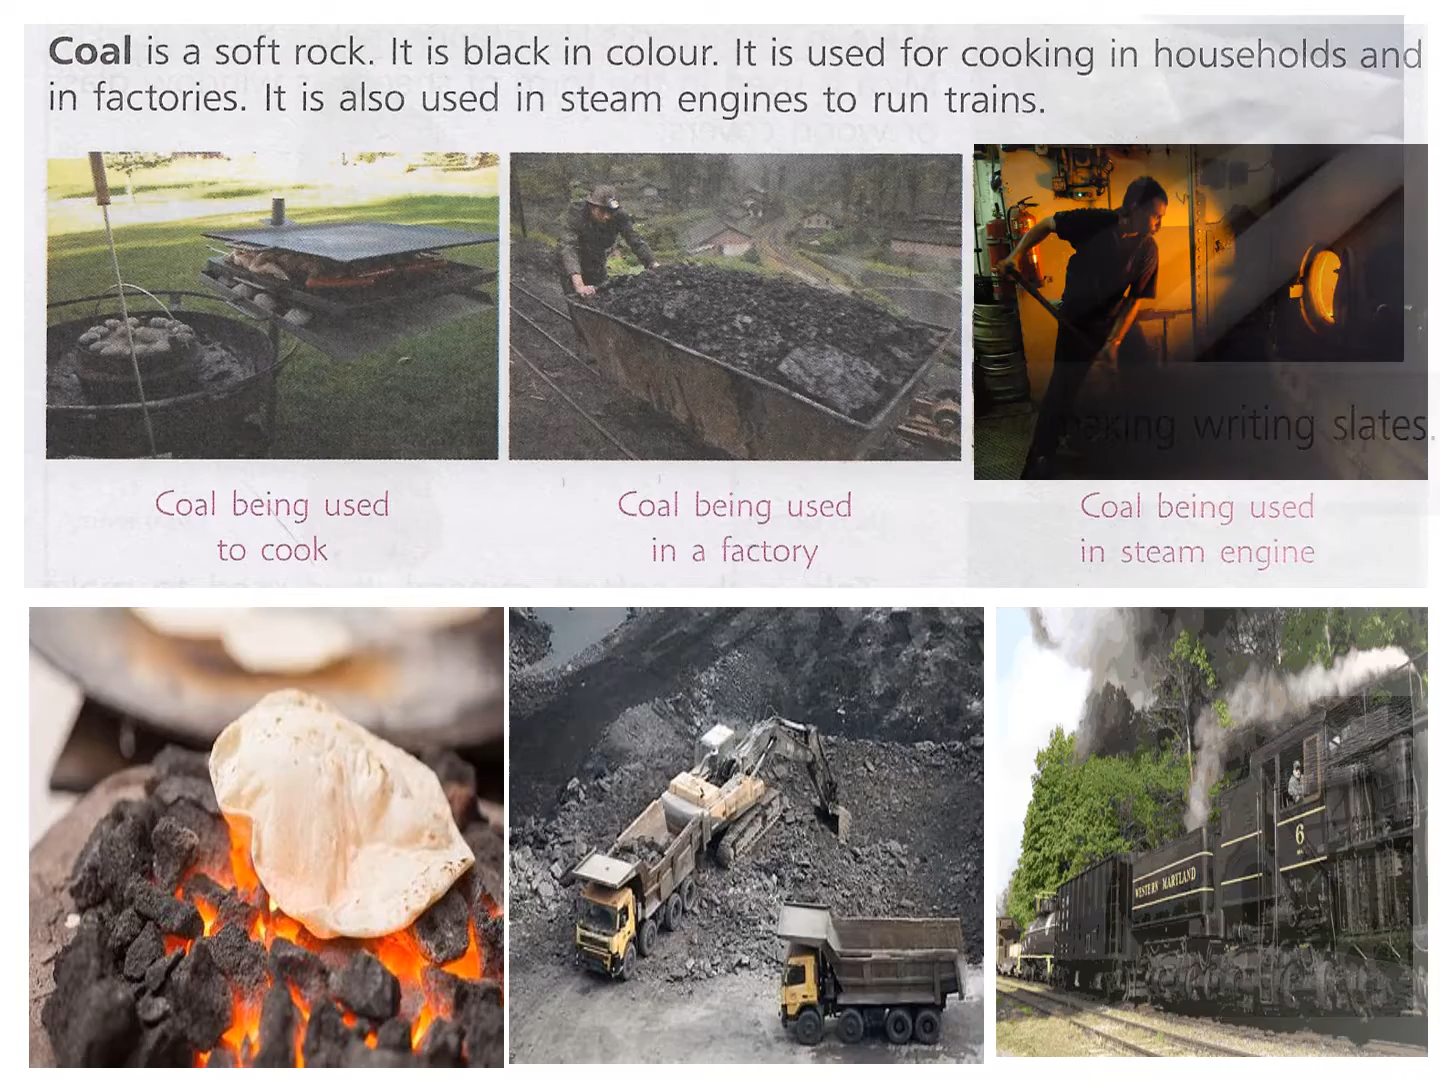 Coal is a soft rock. It is black in colour. It is used for cooking in households and
in factories. It is also used in steam engines to run trains.
making writing slates.
Coal being used
to cook
Coal being used
in a factory
Coal being used
in steam engine
WESTERN MARYLAND
6